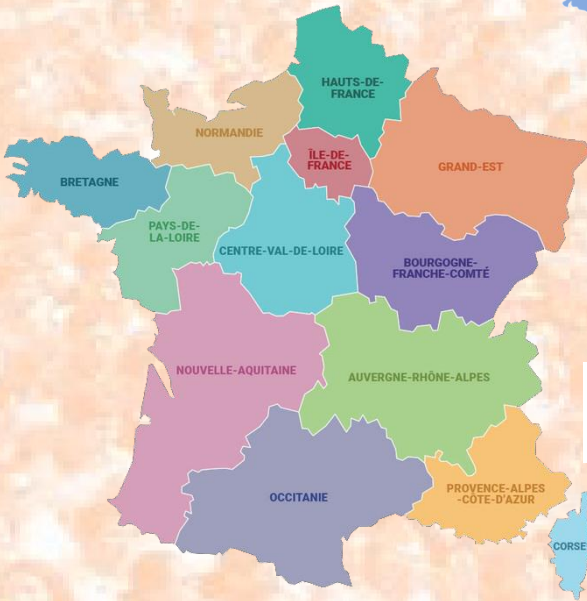 HAUTS-DE-
FRANCE
NORMANDIE
ÎLE-DE-
FRANCE
GRAND-EST
BRETAGNE
PAYS-DE-
LA-LOIRE
CENTRE-VAL-DE-LOIRE
BOURGOGNE-
FRANCHE-COMTÉ
NOUVELLE-AQUITAINE
AUVERGNE-RHÔNE-ALPES
OCCITANIE
PROVENCE-ALPES
-CÔTE-D'AZUR
CORSE